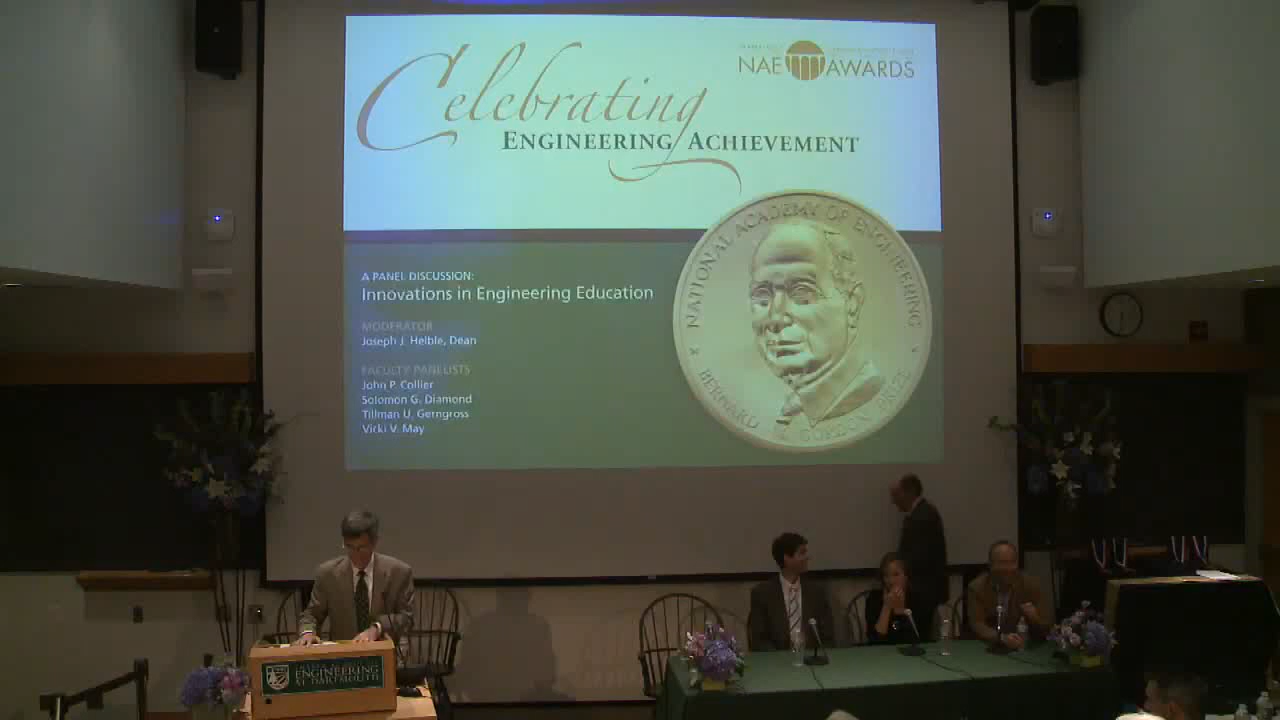 Celebrating
ENGINEERING ACHIEVEMENT
NAE AWARDS
A PANEL DISCUSSION:
Innovations in Engineering Education
MODERATOR
Joseph J. Helble, Dean
FACULTY PANELISTS
John P. Collier
Solomon G. Diamond
Tillman U. Gerngross
Vicki V. May
NATIONAL ACADEMY OF ENGINEERING
BERNARD M. GORDON PRIZE
ENGINEERING
AT DARTMOUTH